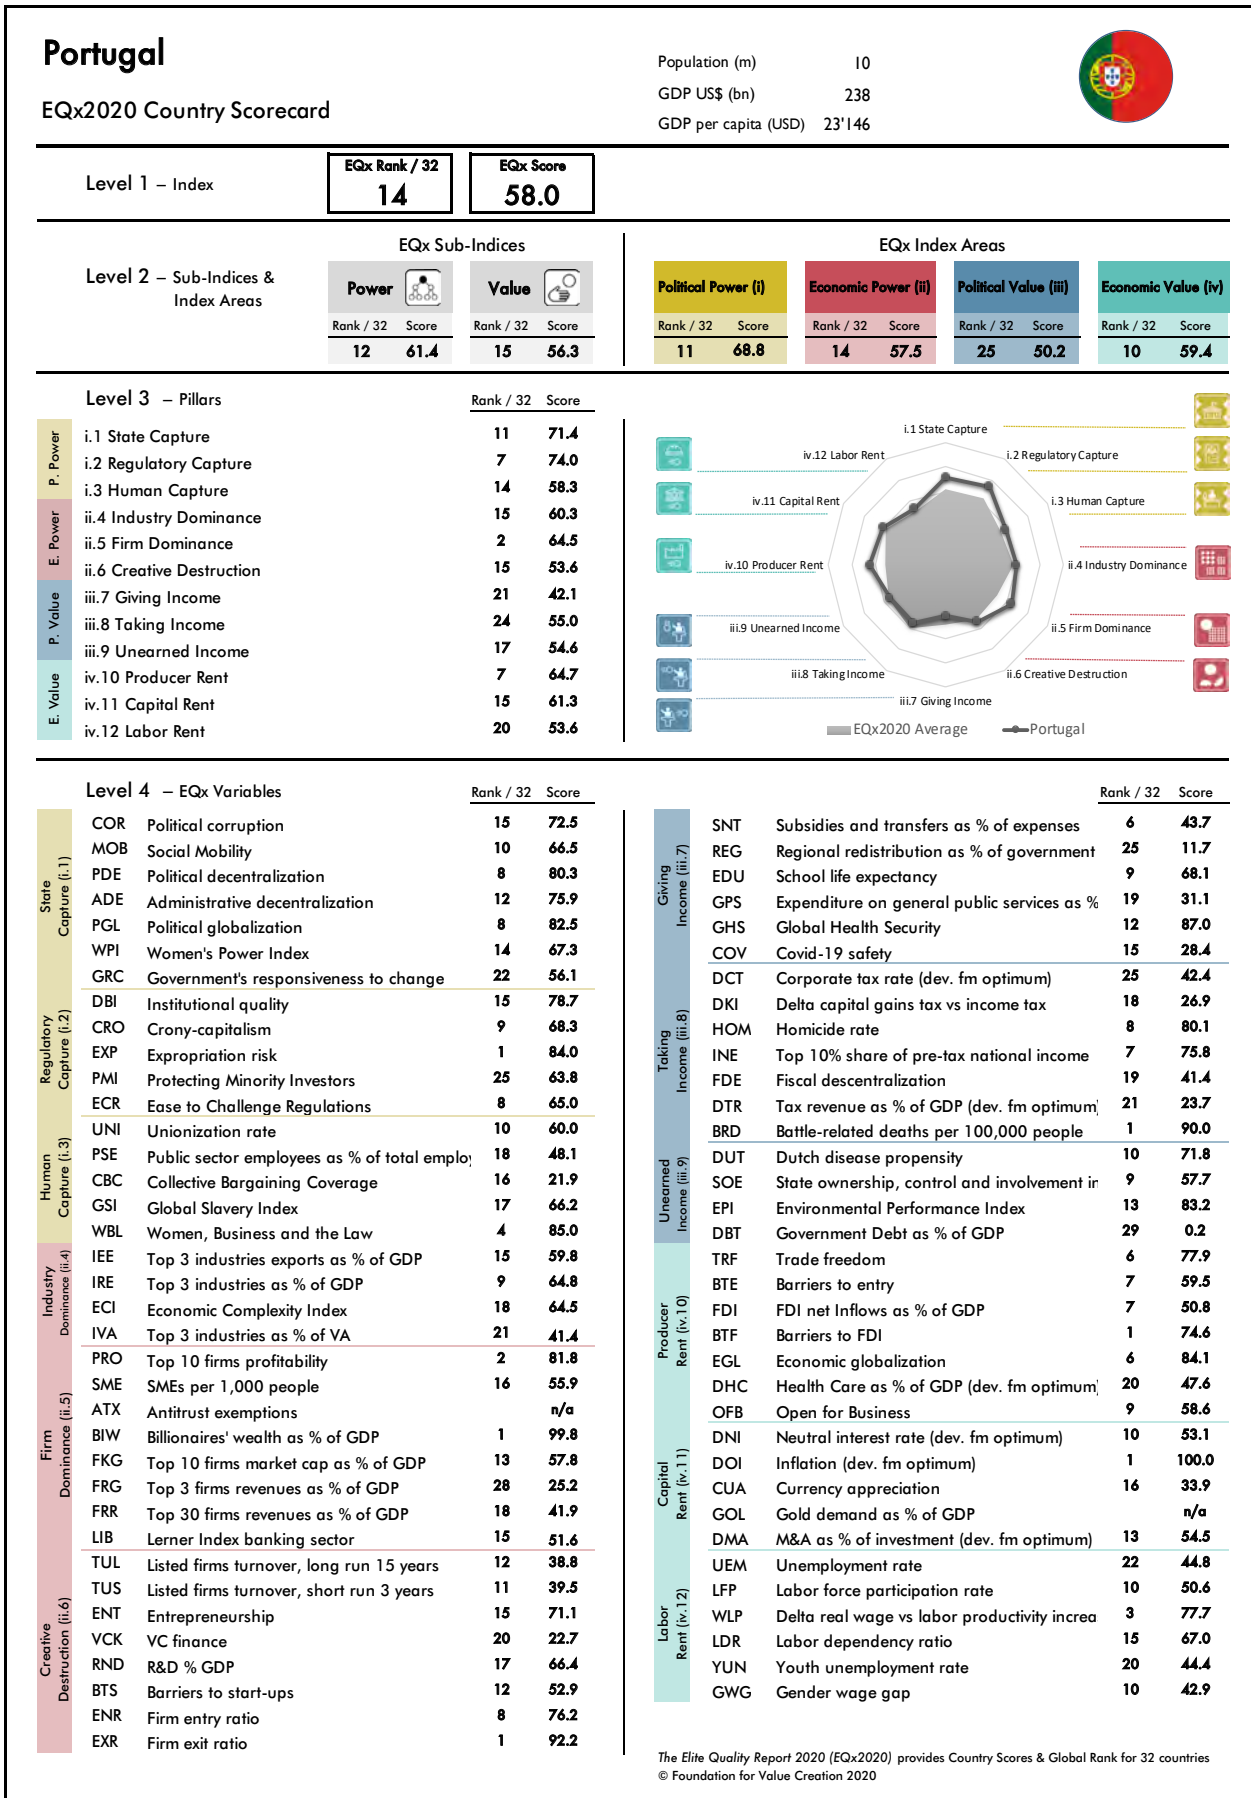 Portugal
EQx2020 Country Scorecard
Population (m) 10
GDP US$ (bn) 238
GDP per capita (USD) 23'146
Level 1 – Index
EQx Rank / 32
14
EQx Score
58.0
Level 2 – Sub-Indices &
Index Areas
EQx Sub-Indices
Power Value
Rank / 32 Score Rank / 32 Score
12 61.4 15 56.3
EQx Index Areas
Political Power (i) Economic Power (ii) Political Value (iii) Economic Value (iv)
Rank / 32 Score Rank / 32 Score Rank / 32 Score Rank / 32 Score
11 68.8 14 57.5 25 50.2 10 59.4
Level 3 – Pillars Rank / 32 Score
P. Power
i.1 State Capture 11 71.4
i.2 Regulatory Capture 7 74.0
i.3 Human Capture 14 58.3
E. Power
ii.4 Industry Dominance 15 60.3
ii.5 Firm Dominance 2 64.5
ii.6 Creative Destruction 15 53.6
P. Value
iii.7 Giving Income 21 42.1
iii.8 Taking Income 24 55.0
iii.9 Unearned Income 17 54.6
E. Value
iv.10 Producer Rent 7 64.7
iv.11 Capital Rent 15 61.3
iv.12 Labor Rent 20 53.6
i.1 State Capture
i.2 Regulatory Capture
i.3 Human Capture
ii.4 Industry Dominance
ii.5 Firm Dominance
ii.6 Creative Destruction
iii.7 Giving Income
iii.8 Taking Income
iii.9 Unearned Income
iv.10 Producer Rent
iv.11 Capital Rent
iv.12 Labor Rent
EQx2020 Average Portugal
Level 4 – EQx Variables Rank / 32 Score
State
Capture (i.1)
COR Political corruption 15 72.5
MOB Social Mobility 10 66.5
PDE Political decentralization 8 80.3
ADE Administrative decentralization 12 75.9
PGL Political globalization 8 82.5
WPI Women's Power Index 14 67.3
GRC Government's responsiveness to change 22 56.1
Regulatory
Capture (i.2)
DBI Institutional quality 15 78.7
CRO Crony-capitalism 9 68.3
EXP Expropriation risk 1 84.0
PMI Protecting Minority Investors 25 63.8
ECR Ease to Challenge Regulations 8 65.0
Human
Capture (i.3)
UNI Unionization rate 10 60.0
PSE Public sector employees as % of total employ 18 48.1
CBC Collective Bargaining Coverage 16 21.9
GSI Global Slavery Index 17 66.2
WBL Women, Business and the Law 4 85.0
Industry
Dominance (ii.4)
IEE Top 3 industries exports as % of GDP 15 59.8
IRE Top 3 industries as % of GDP 9 64.8
ECI Economic Complexity Index 18 64.5
IVA Top 3 industries as % of VA 21 41.4
Firm
Dominance (ii.5)
PRO Top 10 firms profitability 2 81.8
SME SMEs per 1,000 people 16 55.9
ATX Antitrust exemptions n/a
BIW Billionaires' wealth as % of GDP 1 99.8
FKG Top 10 firms market cap as % of GDP 13 57.8
FRG Top 3 firms revenues as % of GDP 28 25.2
FRR Top 30 firms revenues as % of GDP 18 41.9
LIB Lerner Index banking sector 15 51.6
Creative
Destruction (ii.6)
TUL Listed firms turnover, long run 15 years 12 38.8
TUS Listed firms turnover, short run 3 years 11 39.5
ENT Entrepreneurship 15 71.1
VCK VC finance 20 22.7
RND R&D % GDP 17 66.4
BTS Barriers to start-ups 12 52.9
ENR Firm entry ratio 8 76.2
EXR Firm exit ratio 1 92.2
Rank / 32 Score
Giving
Income (iii.7)
SNT Subsidies and transfers as % of expenses 6 43.7
REG Regional redistribution as % of government 25 11.7
EDU School life expectancy 9 68.1
GPS Expenditure on general public services as % 19 31.1
GHS Global Health Security 12 87.0
COV Covid-19 safety 15 28.4
Taking
Income (iii.8)
DCT Corporate tax rate (dev. fm optimum) 25 42.4
DKI Delta capital gains tax vs income tax 18 26.9
HOM Homicide rate 8 80.1
INE Top 10% share of pre-tax national income 7 75.8
FDE Fiscal descentralization 19 41.4
DTR Tax revenue as % of GDP (dev. fm optimum) 21 23.7
BRD Battle-related deaths per 100,000 people 1 90.0
Unearned
Income (iii.9)
DUT Dutch disease propensity 10 71.8
SOE State ownership, control and involvement in 9 57.7
EPI Environmental Performance Index 13 83.2
DBT Government Debt as % of GDP 29 0.2
Producer
Rent (iv.10)
TRF Trade freedom 6 77.9
BTE Barriers to entry 7 59.5
FDI FDI net Inflows as % of GDP 7 50.8
BTF Barriers to FDI 1 74.6
EGL Economic globalization 6 84.1
DHC Health Care as % of GDP (dev. fm optimum) 20 47.6
OFB Open for Business 9 58.6
Capital
Rent (iv.11)
DNI Neutral interest rate (dev. fm optimum) 10 53.1
DOI Inflation (dev. fm optimum) 1 100.0
CUA Currency appreciation 16 33.9
GOL Gold demand as % of GDP n/a
DMA M&A as % of investment (dev. fm optimum) 13 54.5
Labor
Rent (iv.12)
UEM Unemployment rate 22 44.8
LFP Labor force participation rate 10 50.6
WLP Delta real wage vs labor productivity increa 3 77.7
LDR Labor dependency ratio 15 67.0
YUN Youth unemployment rate 20 44.4
GWG Gender wage gap 10 42.9
The Elite Quality Report 2020 (EQx2020) provides Country Scores & Global Rank for 32 countries
© Foundation for Value Creation 2020